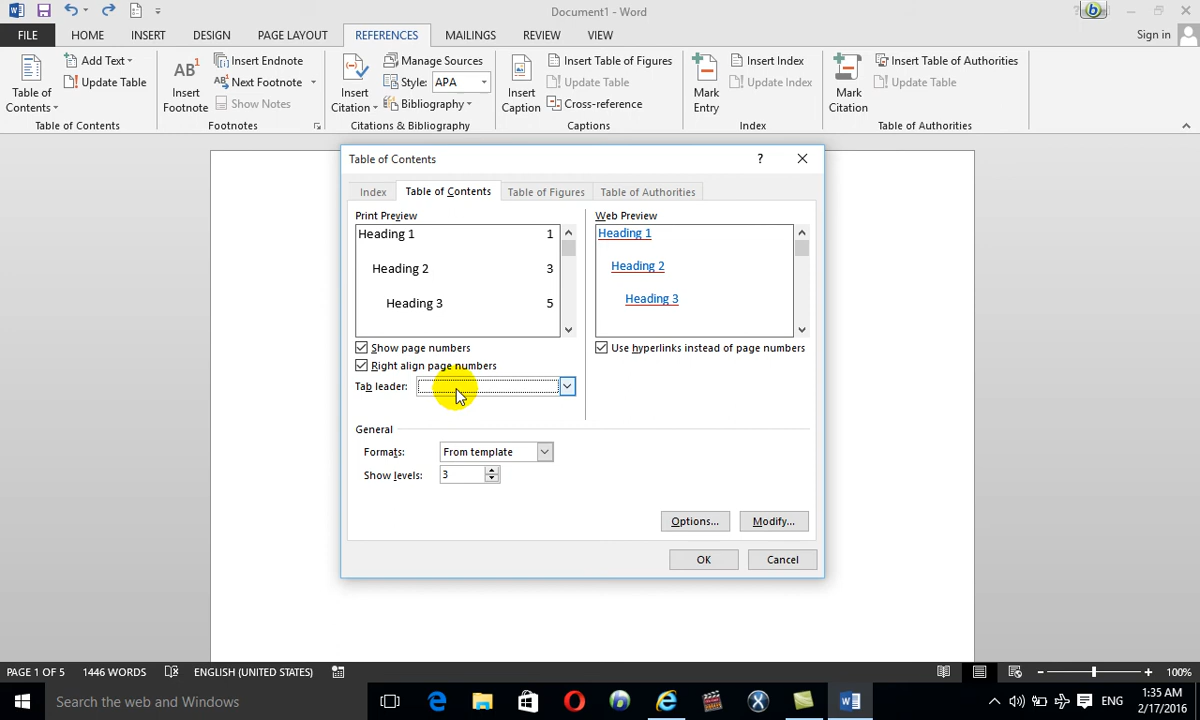 Document1 - Word
?
FILE HOME INSERT DESIGN PAGE LAYOUT REFERENCES MAILINGS REVIEW VIEW Sign in
Table of Contents
Add Text
Update Table
Table of Contents
AB1
Insert Footnote
Insert Endnote
AB1 Next Footnote
Show Notes
Footnotes
Insert Citation
Manage Sources
Style: APA
Bibliography
Citations & Bibliography
Insert Caption
Insert Table of Figures
Update Table
Cross-reference
Captions
Mark Entry
Insert Index
Update Index
Index
Mark Citation
Insert Table of Authorities
Update Table
Table of Authorities
Table of Contents ?
Index Table of Contents Table of Figures Table of Authorities
Print Preview
Heading 1 1
Heading 2 3
Heading 3 5
Show page numbers
Right align page numbers
Tab leader:
Web Preview
Heading 1
Heading 2
Heading 3
Use hyperlinks instead of page numbers
General
Formats: From template
Show levels: 3
Options... Modify...
OK Cancel
PAGE 1 OF 5 1446 WORDS ENGLISH (UNITED STATES) 100%
Search the web and Windows
ENG
1:35 AM
2/17/2016